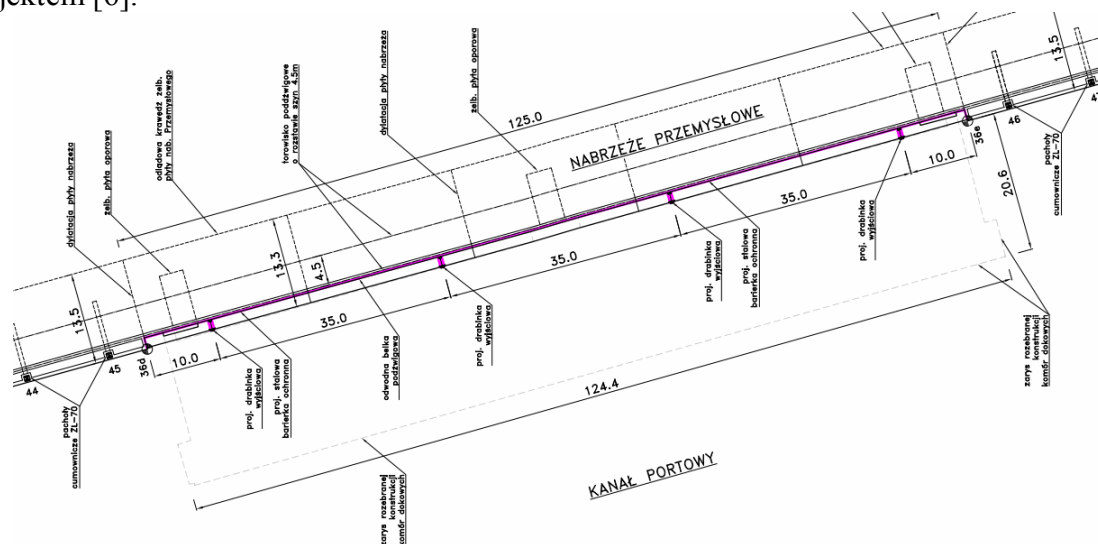 jektem [6].
dylatacja płyty nabrzeża
żelb. płyta oporowa
odlądowa krawędź żelb.
płyty nab. Przemysłowego
torowisko poddźwigowe
o rozstawie szyn 4.5m
dylatacja płyty nabrzeża
żelb. płyta oporowa
125.0
NABRZEŻE PRZEMYSŁOWE
13.5
13.5
13.3
4.5
10.0
35.0
35.0
35.0
10.0
20.6
124.4
44
45
36d
36e
46
pachoły
cumownicze ZL-70
pachoły
cumownicze ZL-70
proj. drabinka
wyjściowa
proj. stalowa
barierka ochronna
odwodna belka
podźwigowa
proj. drabinka
wyjściowa
proj. drabinka
wyjściowa
proj. stalowa
barierka ochronna
proj. drabinka
wyjściowa
zarys rozebranej
konstrukcji
komór dokowych
zarys rozebranej
konstrukcji
komór dokowych
KANAŁ PORTOWY